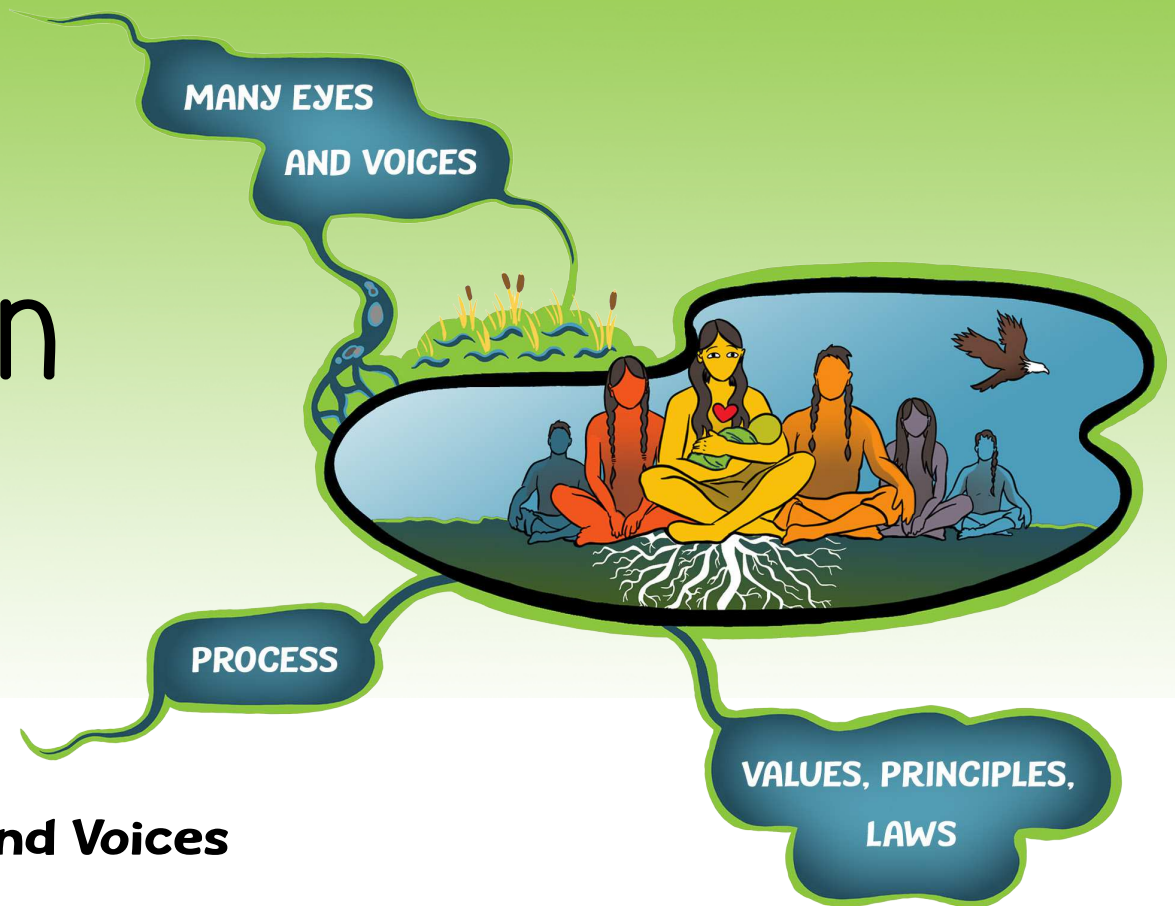 MANY EYES
AND VOICES
n
PROCESS
VALUES, PRINCIPLES,
LAWS
nd Voices